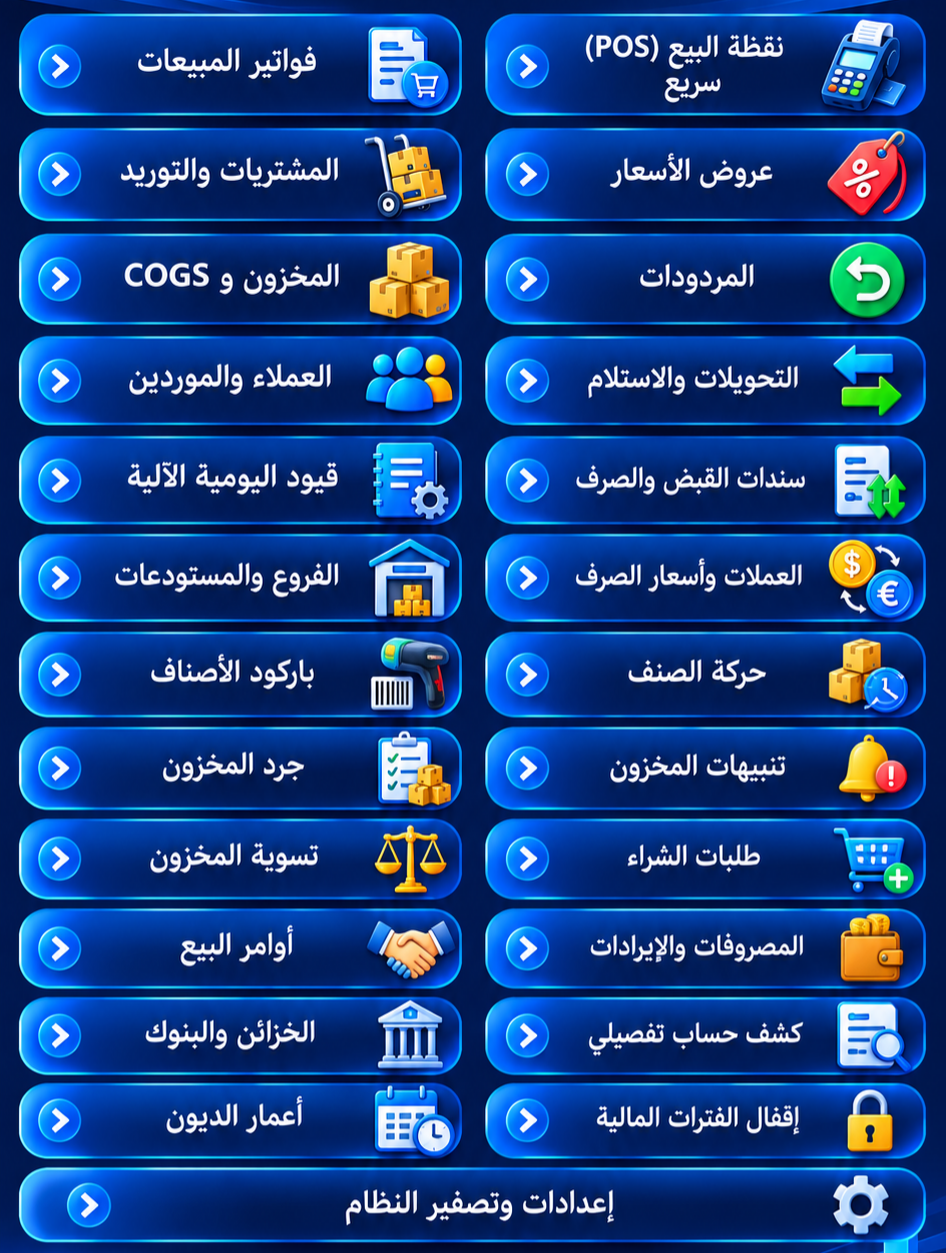 نقظة البيع (POS)
سريع
فواتير المبيعات
عروض الأسعار
المشتريات والتوريد
المردودات
المخزون و COGS
التحويلات والاستلام
العملاء والموردين
سندات القبض والصرف
قيود اليومية الآلية
العملات وأسعار الصرف
الفروع والمستودعات
حركة الصنف
باركود الأصناف
تنبيهات المخزون
جرد المخزون
طلبات الشراء
تسوية المخزون
المصروفات والإيرادات
أوامر البيع
كشف حساب تفصيلي
الخزائن والبنوك
إقفال الفترات المالية
أعمار الديون
إعدادات وتصفير النظام